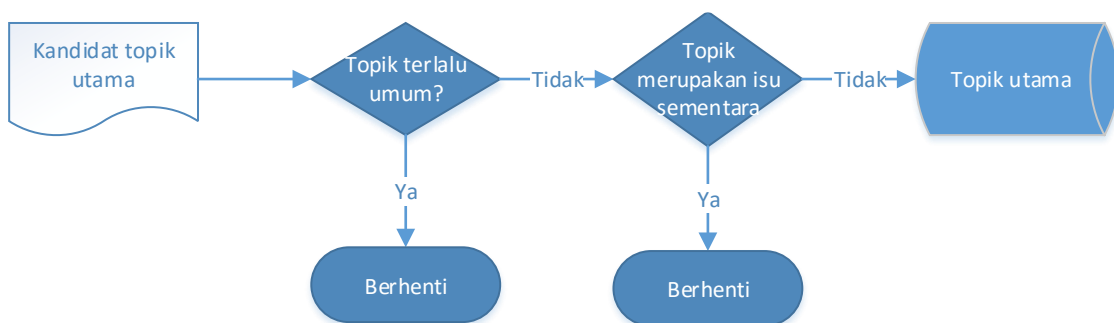 Kandidat topik
utama
Topik terlalu
umum?
Tidak
Topik
merupakan isu
sementara
Tidak
Topik utama
Ya
Ya
Berhenti
Berhenti